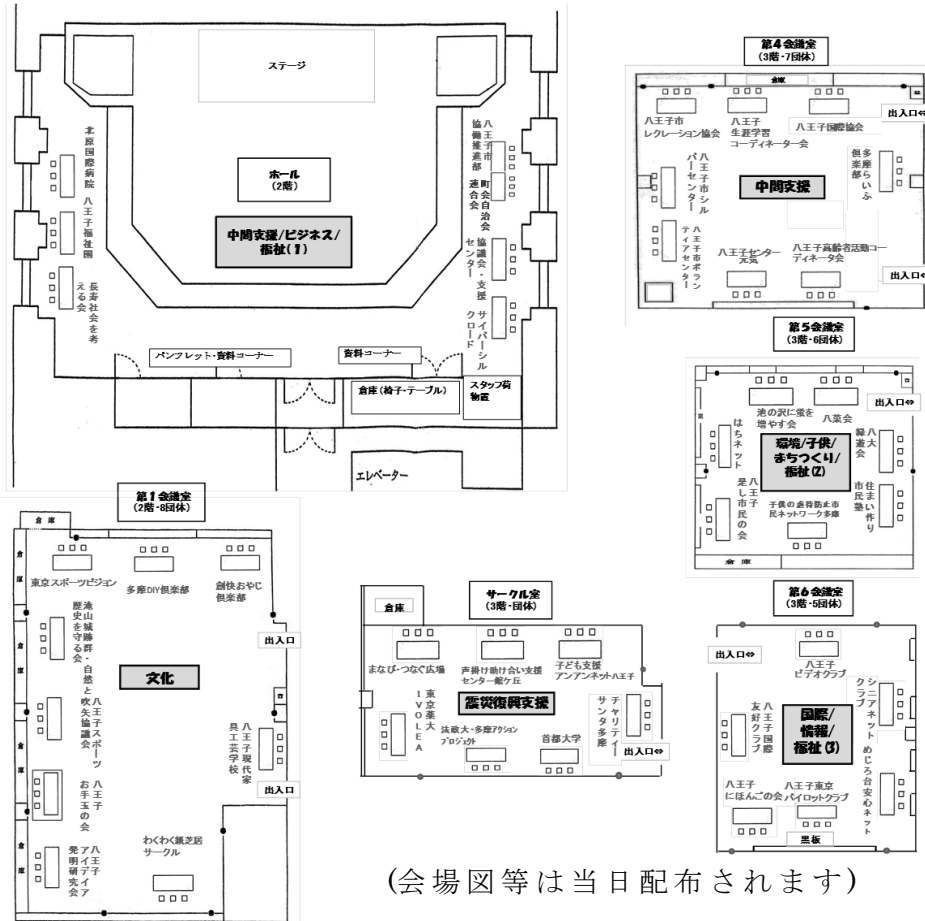 ステージ
ホール
(2階)
中間支援/ビジネス/
福祉(1)
北原国際病院
八王子福祉園
長寿社会を考
える会
八王子市
協働推進部
町会自治会
連合会
協議会・支援
センター
サイバーシル
クロード
パンフレット・資料コーナー
資料コーナー
倉庫(椅子・テーブル)
スタッフ荷
物置
エレベーター
第4会議室
(3階・7団体)
倉庫
出入口⇔
八王子市
レクレーション協会
八王子
生涯学習
コーディネーター会
八王子国際協会
多摩らいふ
倶楽部
八王子市シル
バーセンター
中間支援
八王子市ボラン
ティアセンター
八王子センター
元気
八王子高齢者活動コー
ディネータ会
出入口⇔
第5会議室
(3階・6団体)
出入口⇔
池の沢に蛍を
増やす会
八菜会
はちネット
環境/子供/
まちつくり/
福祉(2)
八大
緑遊会
八王子
是し市民の会
子供の虐待防止市
民ネットワーク多摩
住まい作り
市民塾
倉庫
第1会議室
(2階・8団体)
倉庫
倉庫
倉庫
倉庫
倉庫
東京スポーツビジョン
多摩DIY倶楽部
創快おやじ
倶楽部
滝山城跡群・自然と
歴史を守る会
出入口
文化
八王子スポーツ
吹矢協議会
八王子現代家
具工芸学校
八王子
お手玉の会
出入口
八王子
アイデイア
発明研究会
わくわく紙芝居
サークル
サークル室
(3階・団体)
倉庫
まなび・つなぐ広場
声掛け助け合い支援
センター館ケ丘
子ども支援
アンアンネット八王子
東京薬大
IVOLEA
震災復興支援
チャリティー
サンタ多摩
法政大・多摩アクション
プロジェクト
首都大学
出入口⇔
第6会議室
(3階・5団体)
出入口⇔
八王子
ビデオクラブ
シニアネット
クラブ
八王子国際
友好クラブ
国際/
情報/
福祉(3)
めじろ台安心ネット
八王子
にほんごの会
八王子東京
パイロットクラブ
黒板
(会場図等は当日配布されます)